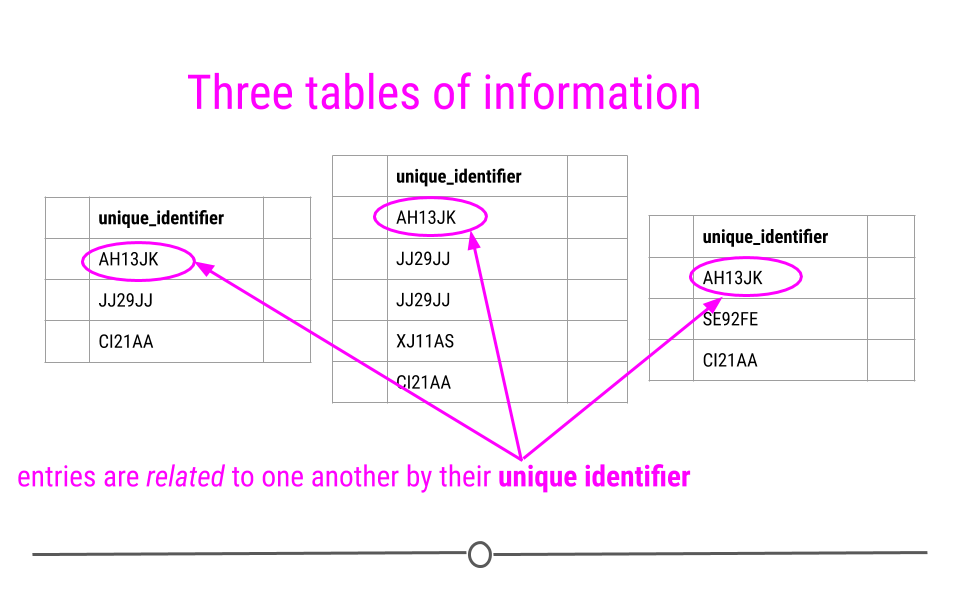 Three tables of information
unique_identifier
AH13JK
JJ29JJ
CI21AA
unique_identifier
AH13JK
JJ29JJ
JJ29JJ
XJ11AS
CI21AA
unique_identifier
AH13JK
SE92FE
CI21AA
entries are related to one another by their unique identifier